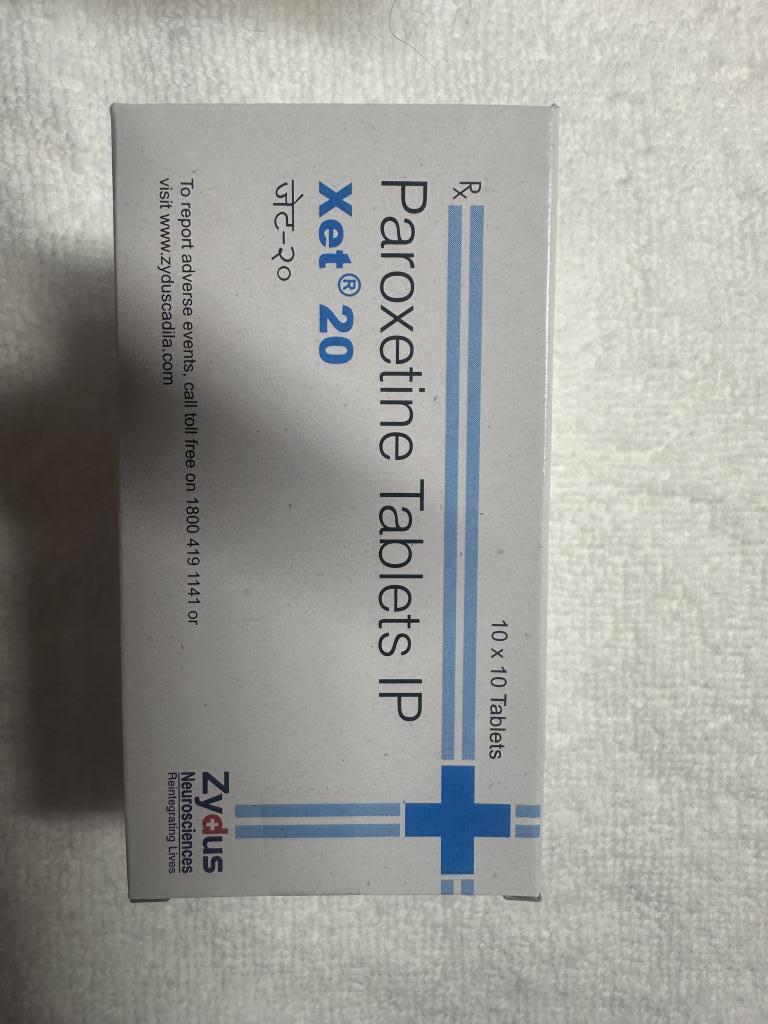 10 x 10 Tablets
Rx
Paroxetine Tablets IP
Xet® 20
जेट-२०
To report adverse events, call toll free on 1800 419 1141 or
visit www.zyduscadila.com
Zydus
Neurosciences
Reintegrating Lives